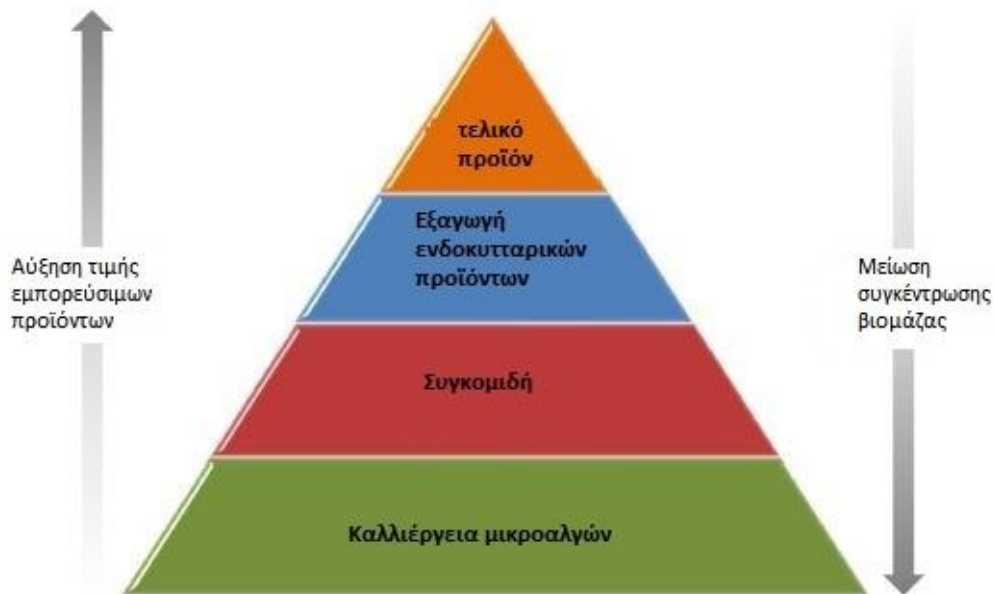 τελικό
προϊόν
Εξαγωγή
ενδοκυτταρικών
προϊόντων
Αύξηση τιμής
εμπορεύσιμων
προϊόντων
Μείωση
συγκέντρωσης
βιομάζας
Συγκομιδή
Καλλιέργεια μικροαλγών